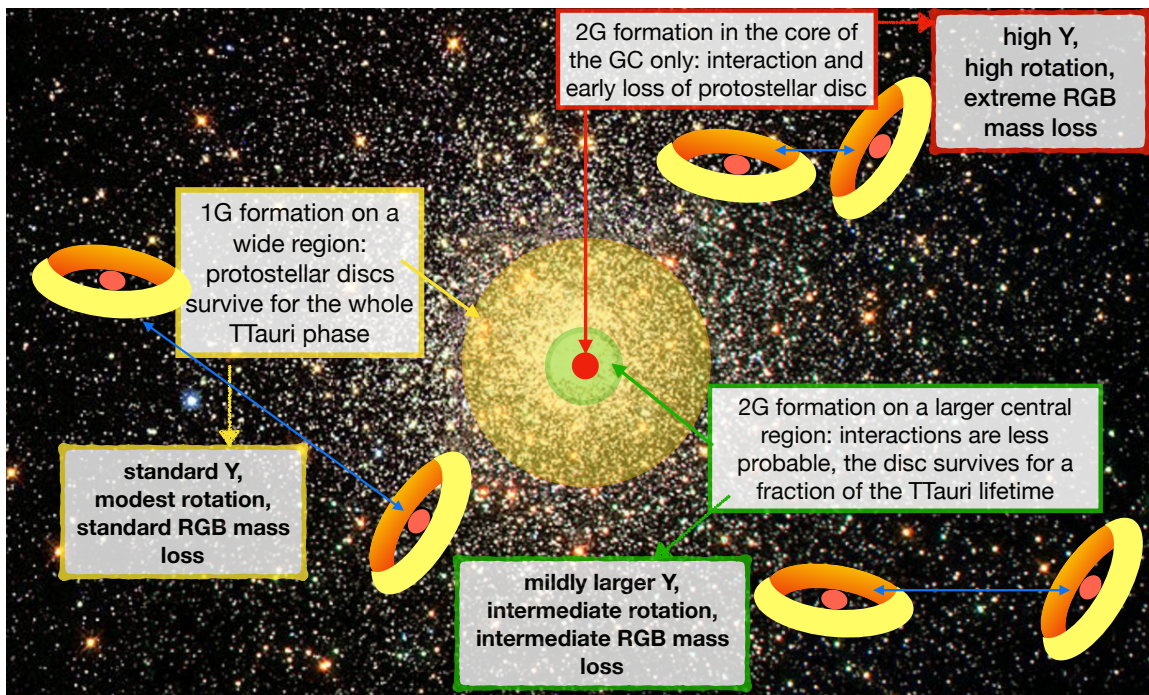 2G formation in the core of
the GC only: interaction and
early loss of protostellar disc
high Y,
high rotation,
extreme RGB
mass loss
1G formation on a
wide region:
protostellar discs
survive for the whole
TTauri phase
standard Y,
modest rotation,
standard RGB mass
loss
2G formation on a larger central
region: interactions are less
probable, the disc survives for a
fraction of the TTauri lifetime
mildly larger Y,
intermediate rotation,
intermediate RGB mass
loss